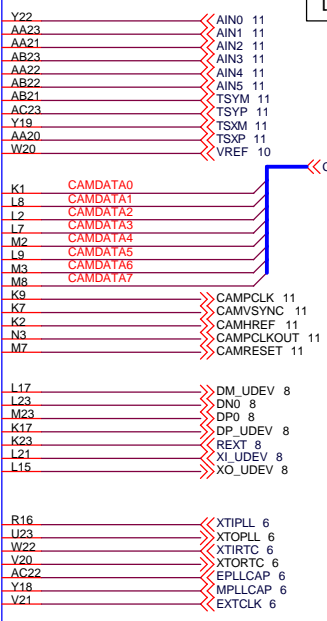 Y22 AIN0 11
AA23 AIN1 11
AA21 AIN2 11
AB23 AIN3 11
AA22 AIN4 11
AB22 AIN5 11
AB21 TSYM 11
AC23 TSYP 11
Y19 TSXM 11
AA20 TSXP 11
W20 VREF 10
K1 CAMDATA0
L8 CAMDATA1
L2 CAMDATA2
L7 CAMDATA3
M2 CAMDATA4
L9 CAMDATA5
M3 CAMDATA6
M8 CAMDATA7
K9 CAMPCLK 11
K7 CAMVSYNC 11
K2 CAMHREF 11
N3 CAMPCLKOUT 11
M7 CAMRESET 11
L17 DM_UDEV 8
L23 DN0 8
M23 DP0 8
K17 DP_UDEV 8
K23 REXT 8
L21 XI_UDEV 8
L15 XO_UDEV 8
R16 XTIPLL 6
U23 XTOPLL 6
W22 XTIRTC 6
V20 XTORTC 6
AC22 EPLLCAP 6
Y18 MPLLCAP 6
V21 EXTCLK 6